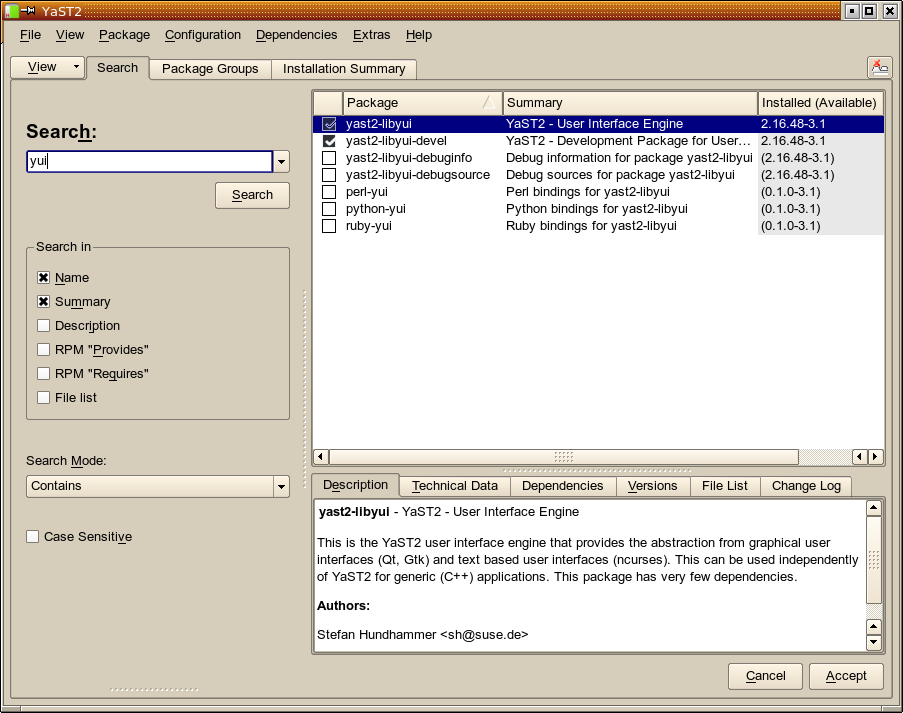 YaST2
File View Package Configuration Dependencies Extras Help
View Search Package Groups Installation Summary
Search:
yui
Search
Search in
Name
Summary
Description
RPM "Provides"
RPM "Requires"
File list
Search Mode:
Contains
Case Sensitive
Package Summary Installed (Available)
yast2-libyui YaST2 - User Interface Engine 2.16.48-3.1
yast2-libyui-devel YaST2 - Development Package for User... 2.16.48-3.1
yast2-libyui-debuginfo Debug information for package yast2-libyui (2.16.48-3.1)
yast2-libyui-debugsource Debug sources for package yast2-libyui (2.16.48-3.1)
perl-yui Perl bindings for yast2-libyui (0.1.0-3.1)
python-yui Python bindings for yast2-libyui (0.1.0-3.1)
ruby-yui Ruby bindings for yast2-libyui (0.1.0-3.1)
Description Technical Data Dependencies Versions File List Change Log
yast2-libyui - YaST2 - User Interface Engine
This is the YaST2 user interface engine that provides the abstraction from graphical user
interfaces (Qt, Gtk) and text based user interfaces (ncurses). This can be used independently
of YaST2 for generic (C++) applications. This package has very few dependencies.
Authors:
Stefan Hundhammer <sh@suse.de>
Cancel Accept